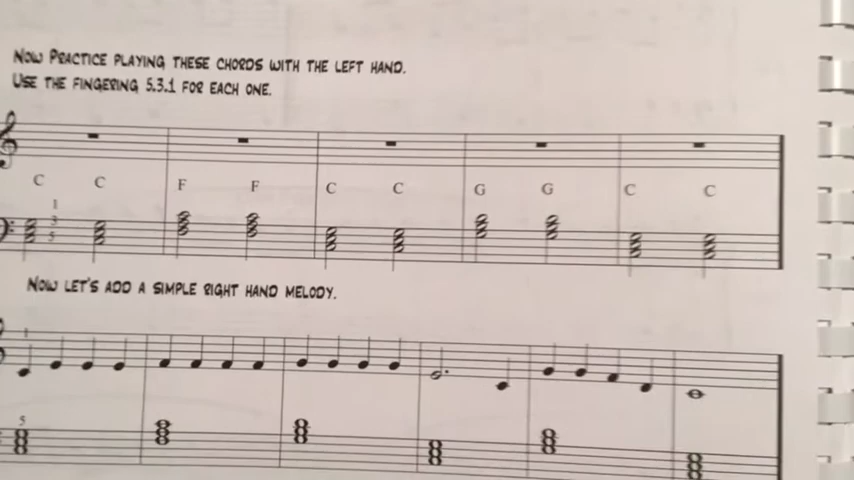 Now Practice playing these chords with the left hand.
Use the fingering 5.3.1 for each one.
C C F F C C G G C C
1
3
5
Now let's add a simple right hand melody.
1
5